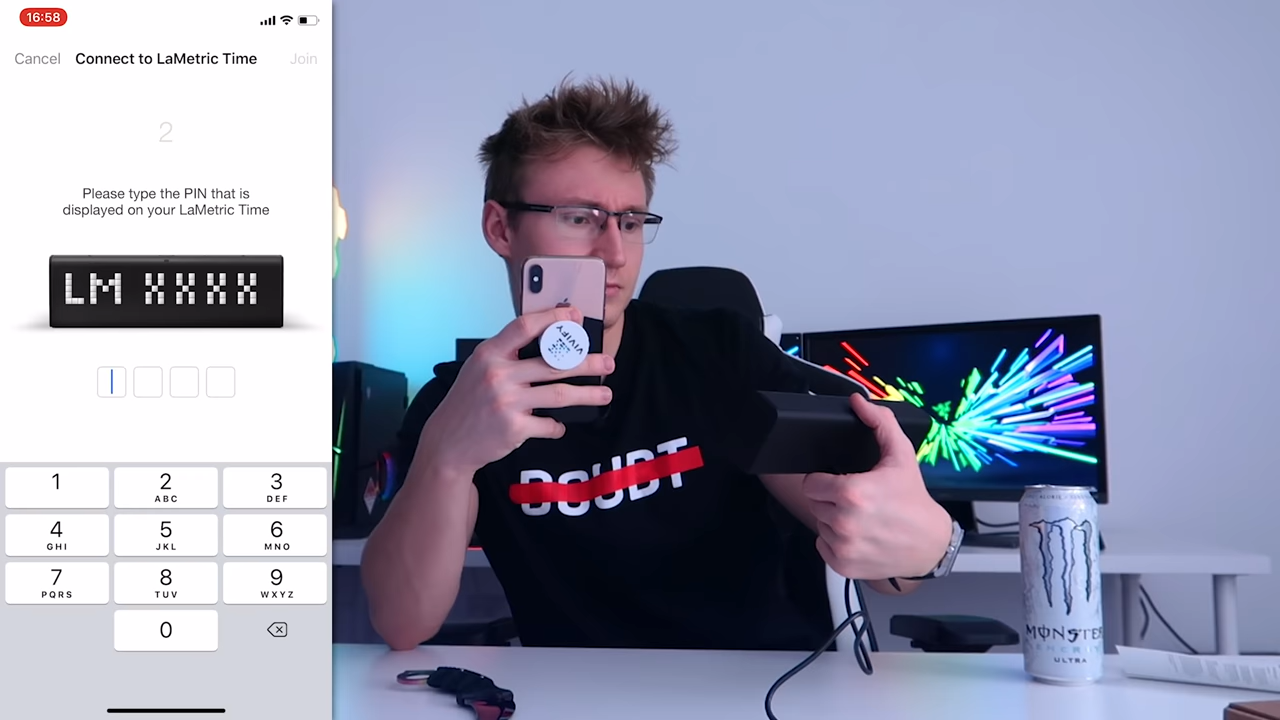 16:58
Cancel
Connect to LaMetric Time
Join
2
Please type the PIN that is
displayed on your LaMetric Time
LM XXXX
1
2
ABC
3
DEF
4
GHI
5
JKL
6
MNO
7
PQRS
8
TUV
9
WXYZ
0
VIVIFY
DOUBT
MONSTER
ENERGY
ULTRA